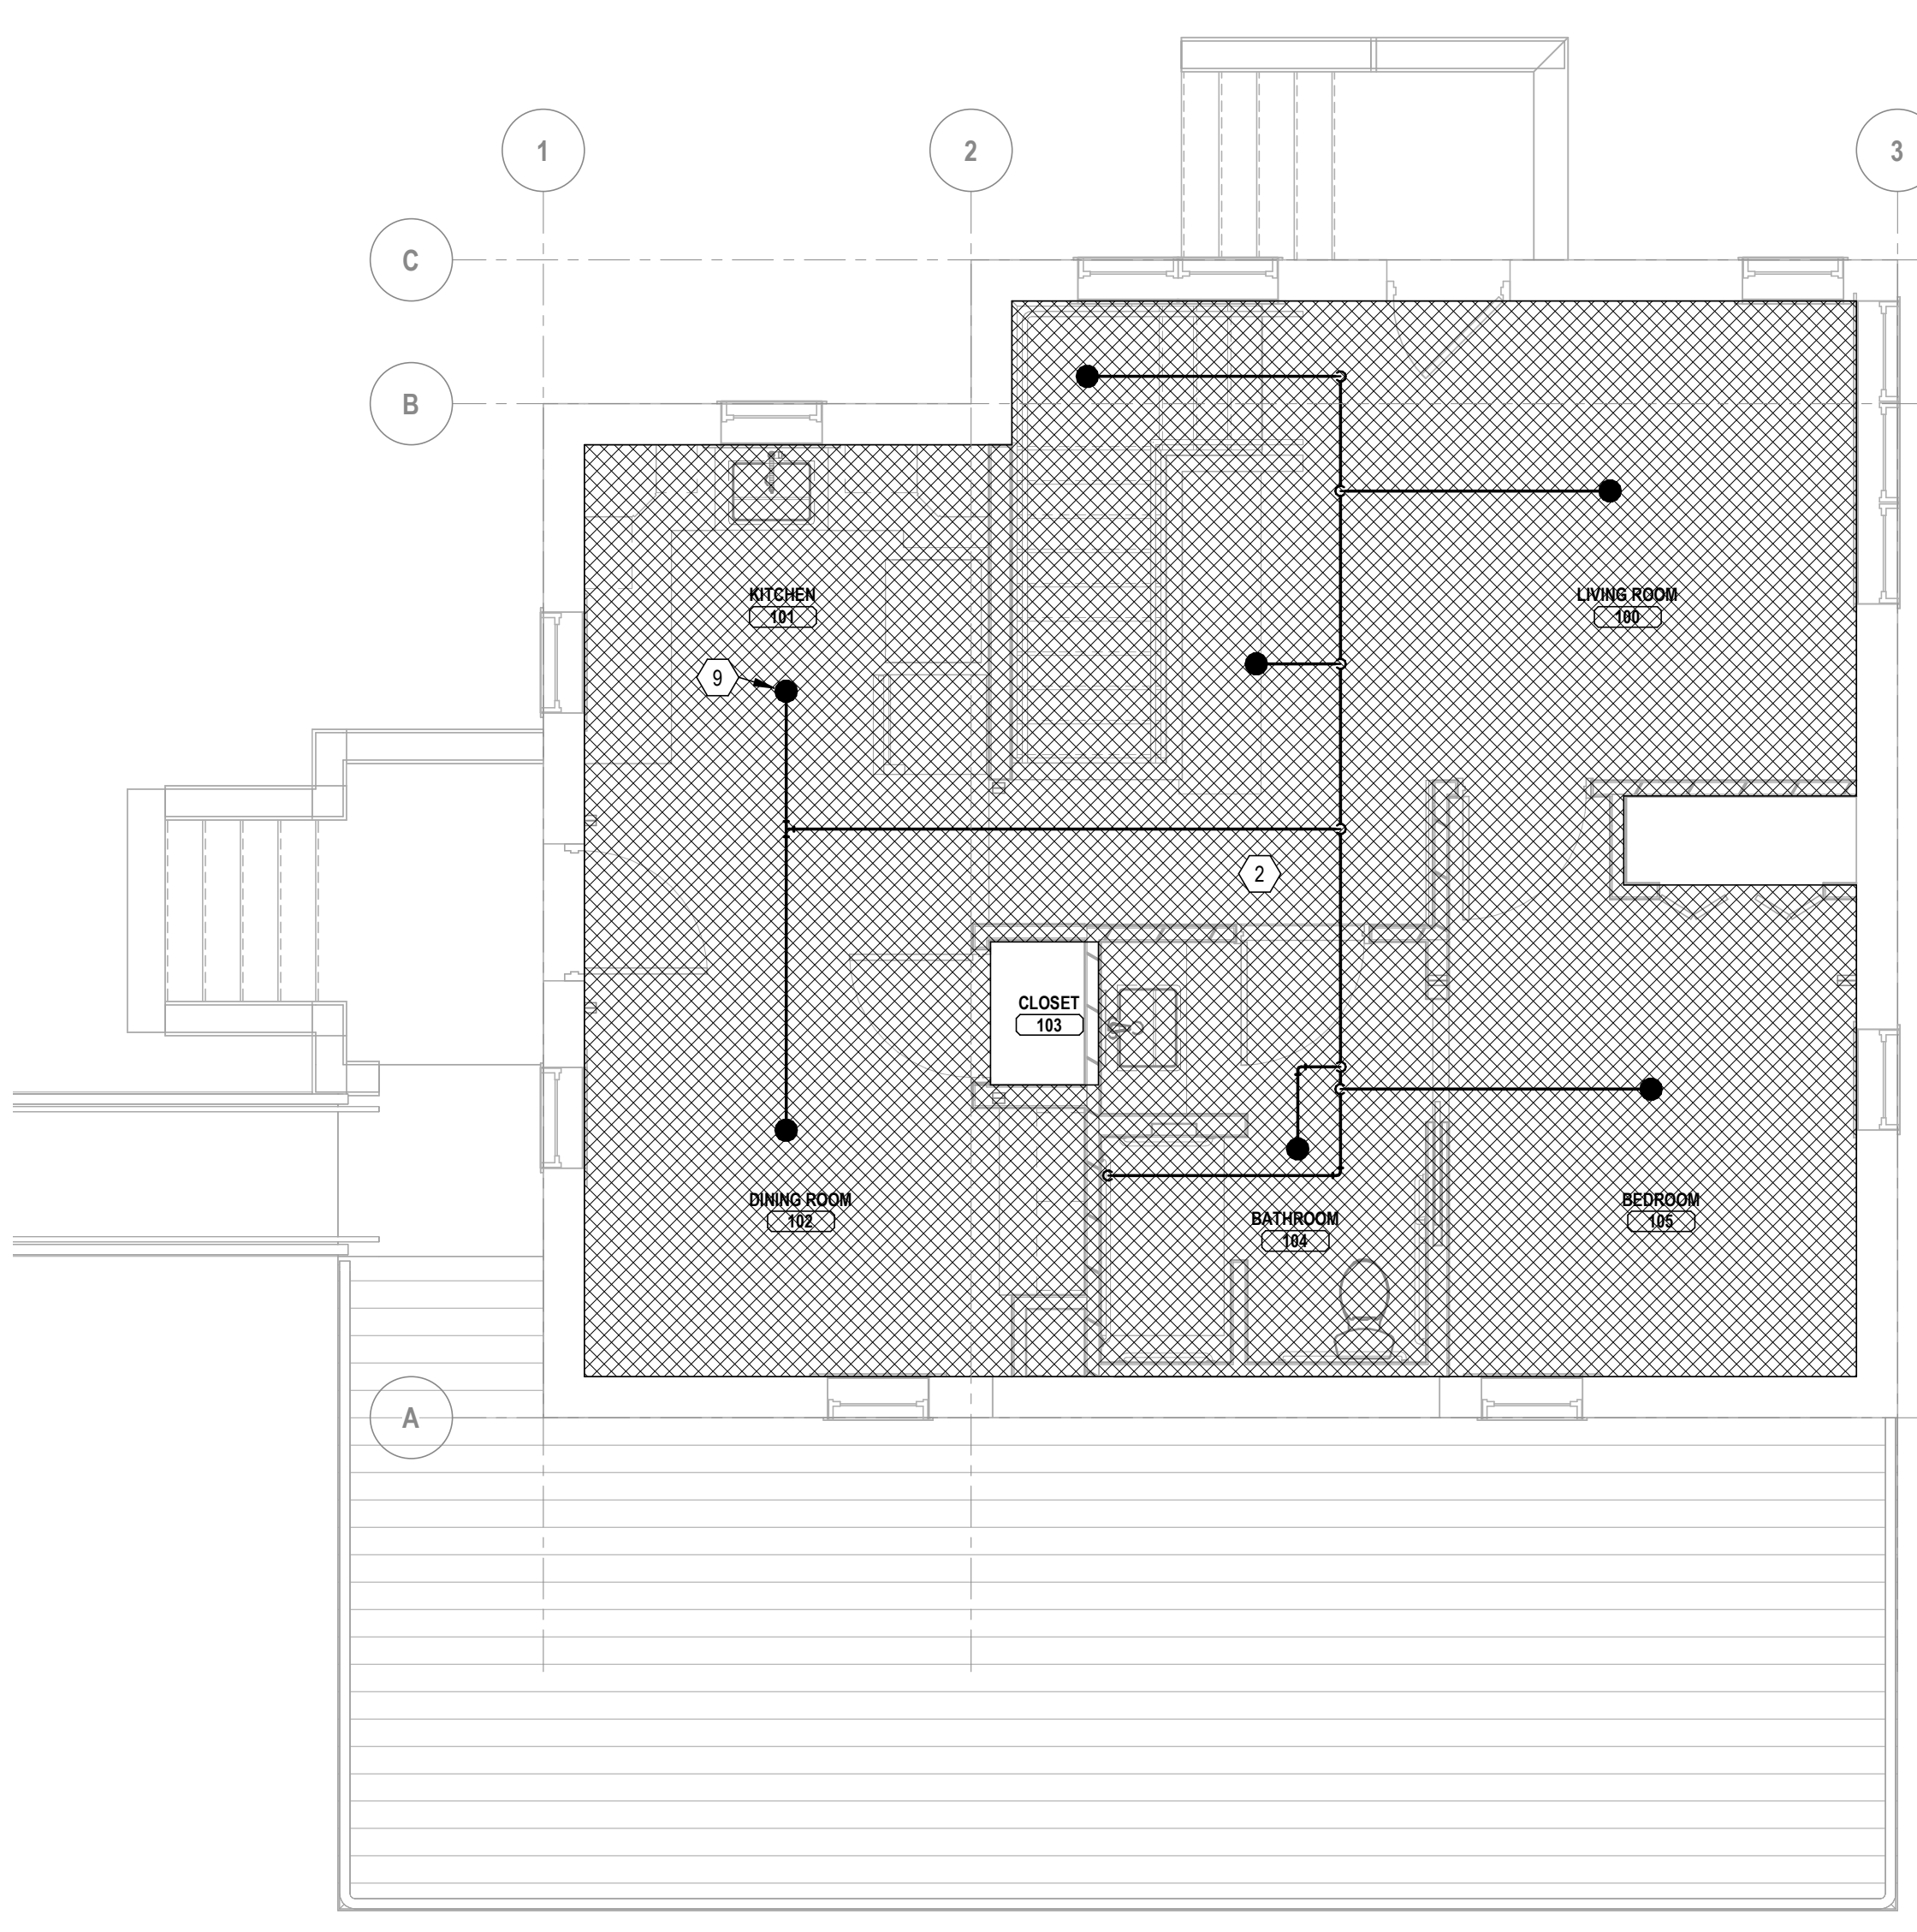 1
2
3
C
B
KITCHEN
101
LIVING ROOM
100
9
2
CLOSET
103
DINING ROOM
102
BATHROOM
104
BEDROOM
105
A